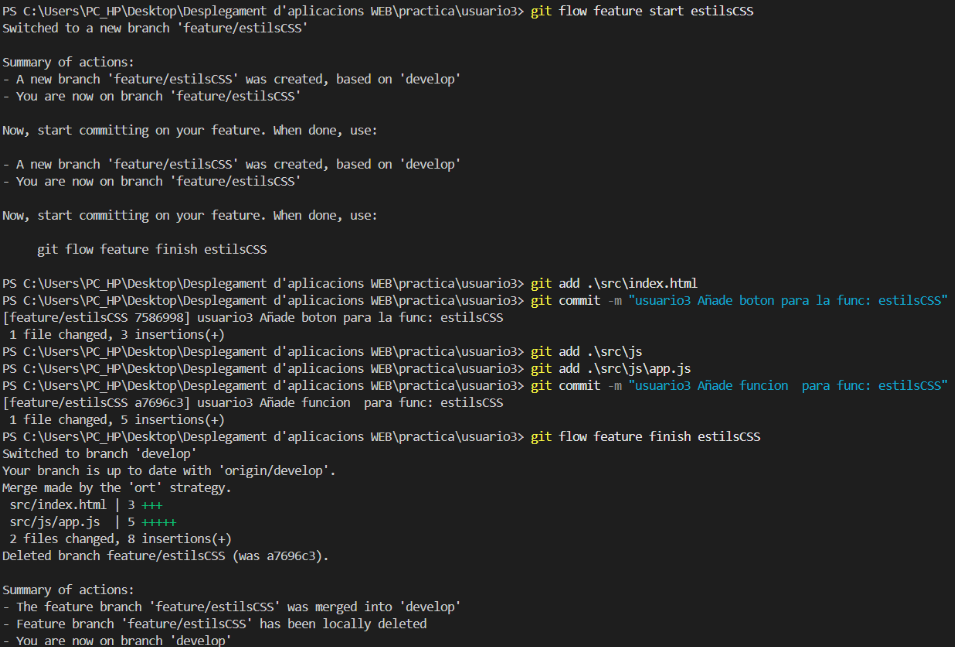 PS C:\Users\PC_HP\Desktop\Desplegament d'aplicacions WEB\practica\usuario3> git flow feature start estilsCSS
Switched to a new branch 'feature/estilsCSS'
Summary of actions:
- A new branch 'feature/estilsCSS' was created, based on 'develop'
- You are now on branch 'feature/estilsCSS'
Now, start committing on your feature. When done, use:
- A new branch 'feature/estilsCSS' was created, based on 'develop'
- You are now on branch 'feature/estilsCSS'
Now, start committing on your feature. When done, use:
git flow feature finish estilsCSS
PS C:\Users\PC_HP\Desktop\Desplegament d'aplicacions WEB\practica\usuario3> git add .\src\index.html
PS C:\Users\PC_HP\Desktop\Desplegament d'aplicacions WEB\practica\usuario3> git commit -m "usuario3 Añade boton para la func: estilsCSS"
[feature/estilsCSS 7586998] usuario3 Añade boton para la func: estilsCSS
1 file changed, 3 insertions(+)
PS C:\Users\PC_HP\Desktop\Desplegament d'aplicacions WEB\practica\usuario3> git add .\src\js
PS C:\Users\PC_HP\Desktop\Desplegament d'aplicacions WEB\practica\usuario3> git add .\src\js\app.js
PS C:\Users\PC_HP\Desktop\Desplegament d'aplicacions WEB\practica\usuario3> git commit -m "usuario3 Añade funcion  para func: estilsCSS"
[feature/estilsCSS a7696c3] usuario3 Añade funcion  para func: estilsCSS
1 file changed, 5 insertions(+)
PS C:\Users\PC_HP\Desktop\Desplegament d'aplicacions WEB\practica\usuario3> git flow feature finish estilsCSS
Switched to branch 'develop'
Your branch is up to date with 'origin/develop'.
Merge made by the 'ort' strategy.
src/index.html | 3 +++
src/js/app.js  | 5 +++++
2 files changed, 8 insertions(+)
Deleted branch feature/estilsCSS (was a7696c3).
Summary of actions:
- The feature branch 'feature/estilsCSS' was merged into 'develop'
- Feature branch 'feature/estilsCSS' has been locally deleted
- You are now on branch 'develop'